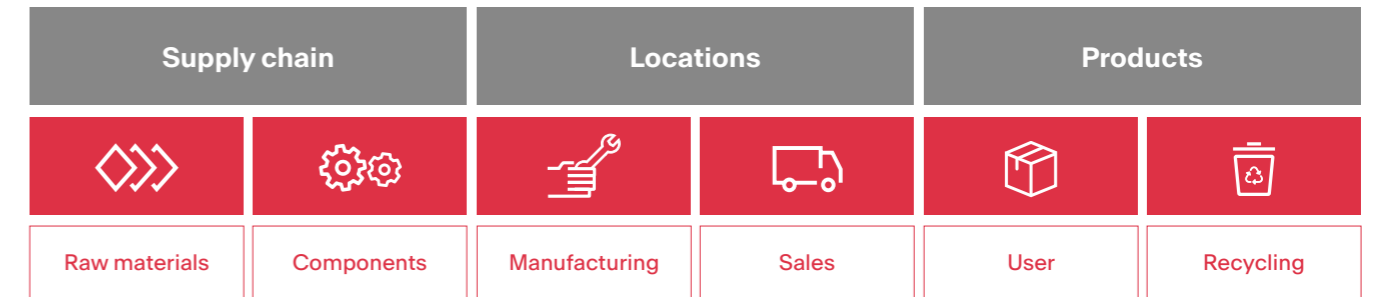 Supply chain
Locations
Products
Raw materials
Components
Manufacturing
Sales
User
Recycling